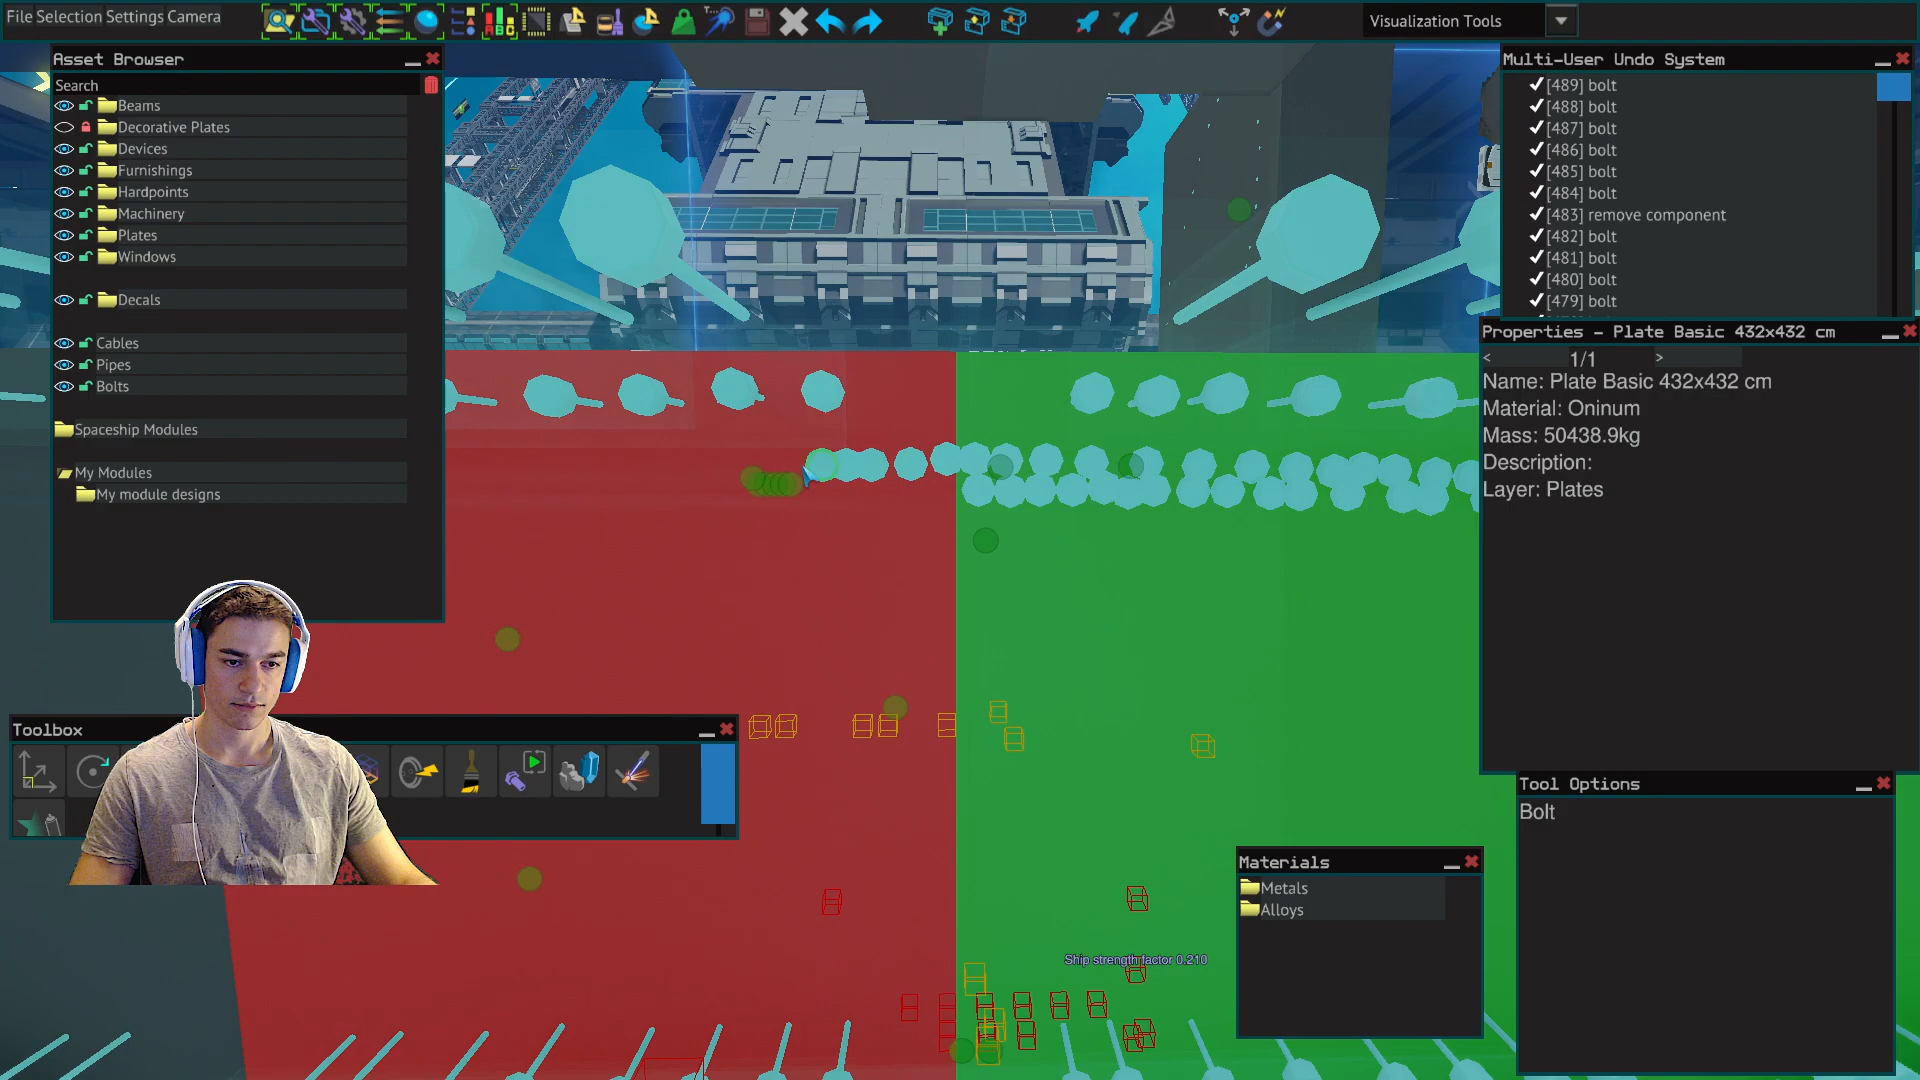 File Selection Settings Camera
Visualization Tools
Asset Browser
Search
Beams
Decorative Plates
Devices
Furnishings
Hardpoints
Machinery
Plates
Windows
Decals
Cables
Pipes
Bolts
Spaceship Modules
My Modules
My module designs
Multi-User Undo System
[489] bolt
[488] bolt
[487] bolt
[486] bolt
[485] bolt
[484] bolt
[483] remove component
[482] bolt
[481] bolt
[480] bolt
[479] bolt
Properties - Plate Basic 432x432 cm
< 1/1 >
Name: Plate Basic 432x432 cm
Material: Oninum
Mass: 50438.9kg
Description:
Layer: Plates
Toolbox
Tool Options
Bolt
Materials
Metals
Alloys
Ship strength factor 0.210